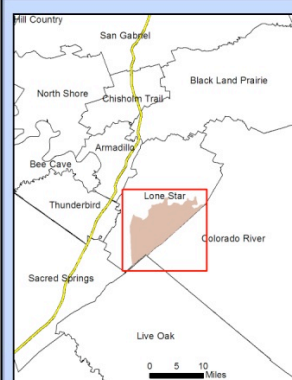 Hill Country
San Gabriel
Black Land Prairie
North Shore
Chisholm Trail
Armadillo
Bee Cave
Thunderbird
Lone Star
Colorado River
Sacred Springs
Live Oak
0 5 10
Miles